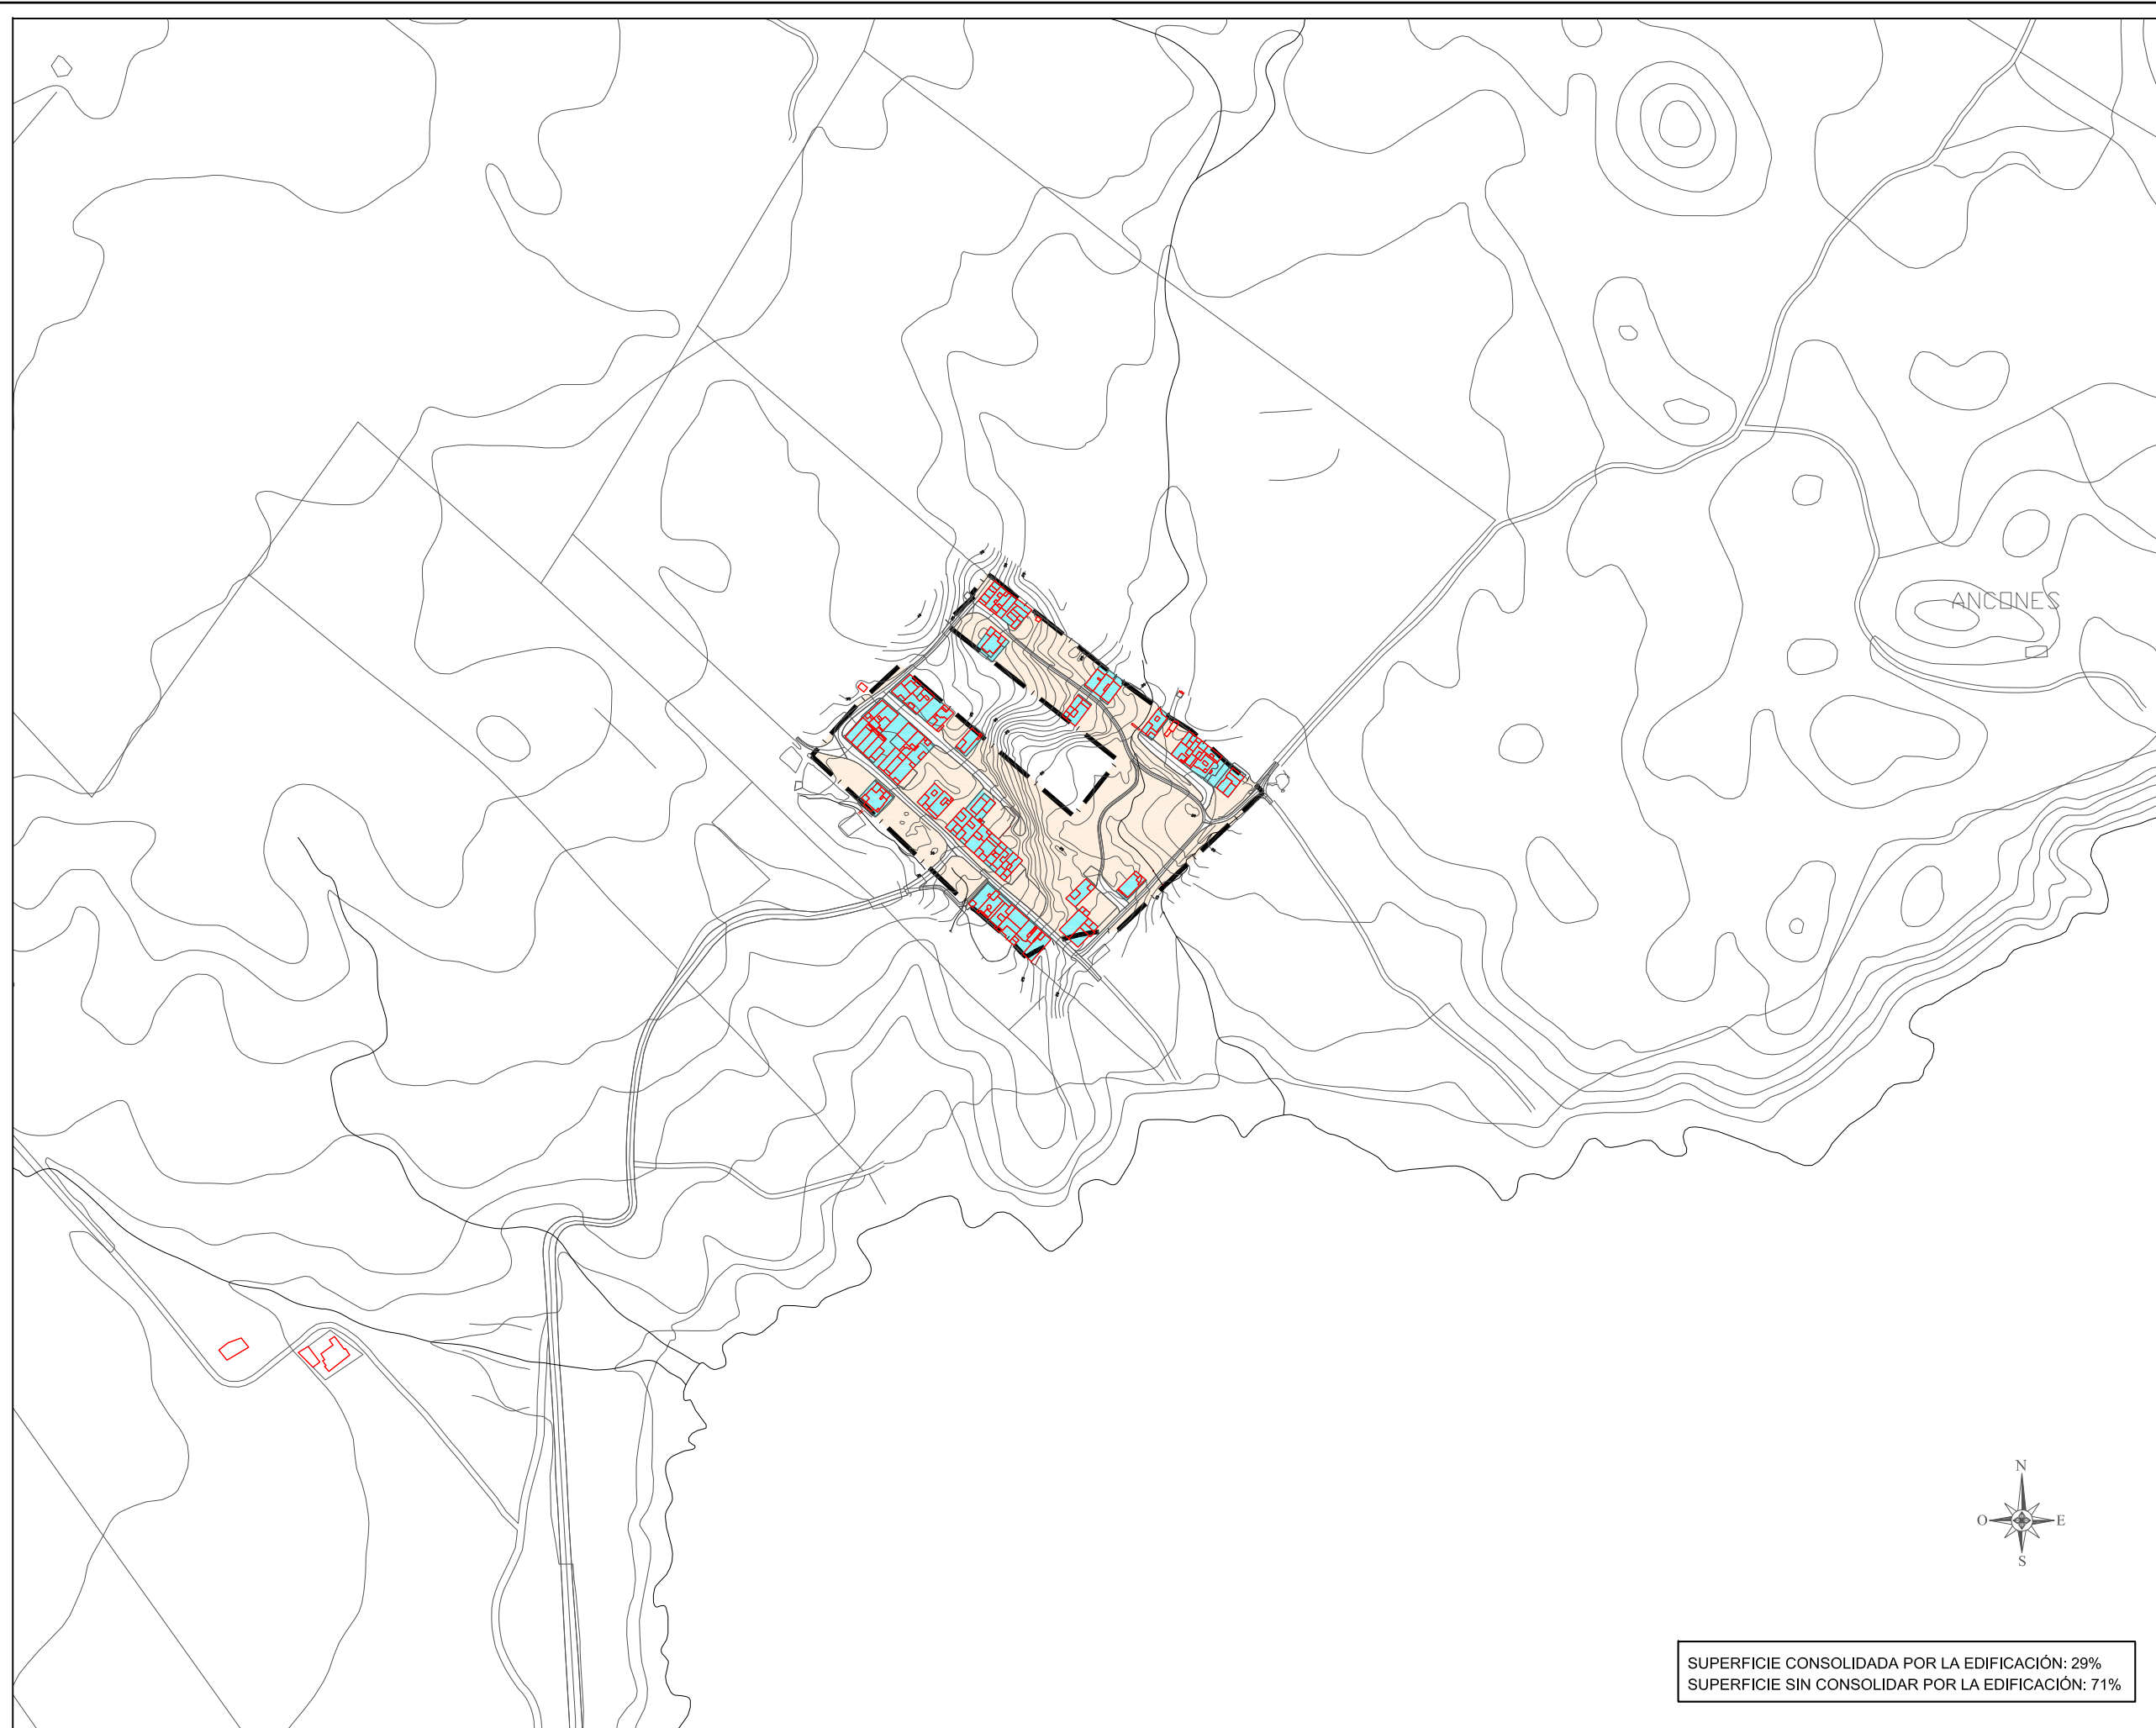 ANCONES
N
O E
S
SUPERFICIE CONSOLIDADA POR LA EDIFICACIÓN: 29%
SUPERFICIE SIN CONSOLIDAR POR LA EDIFICACIÓN: 71%